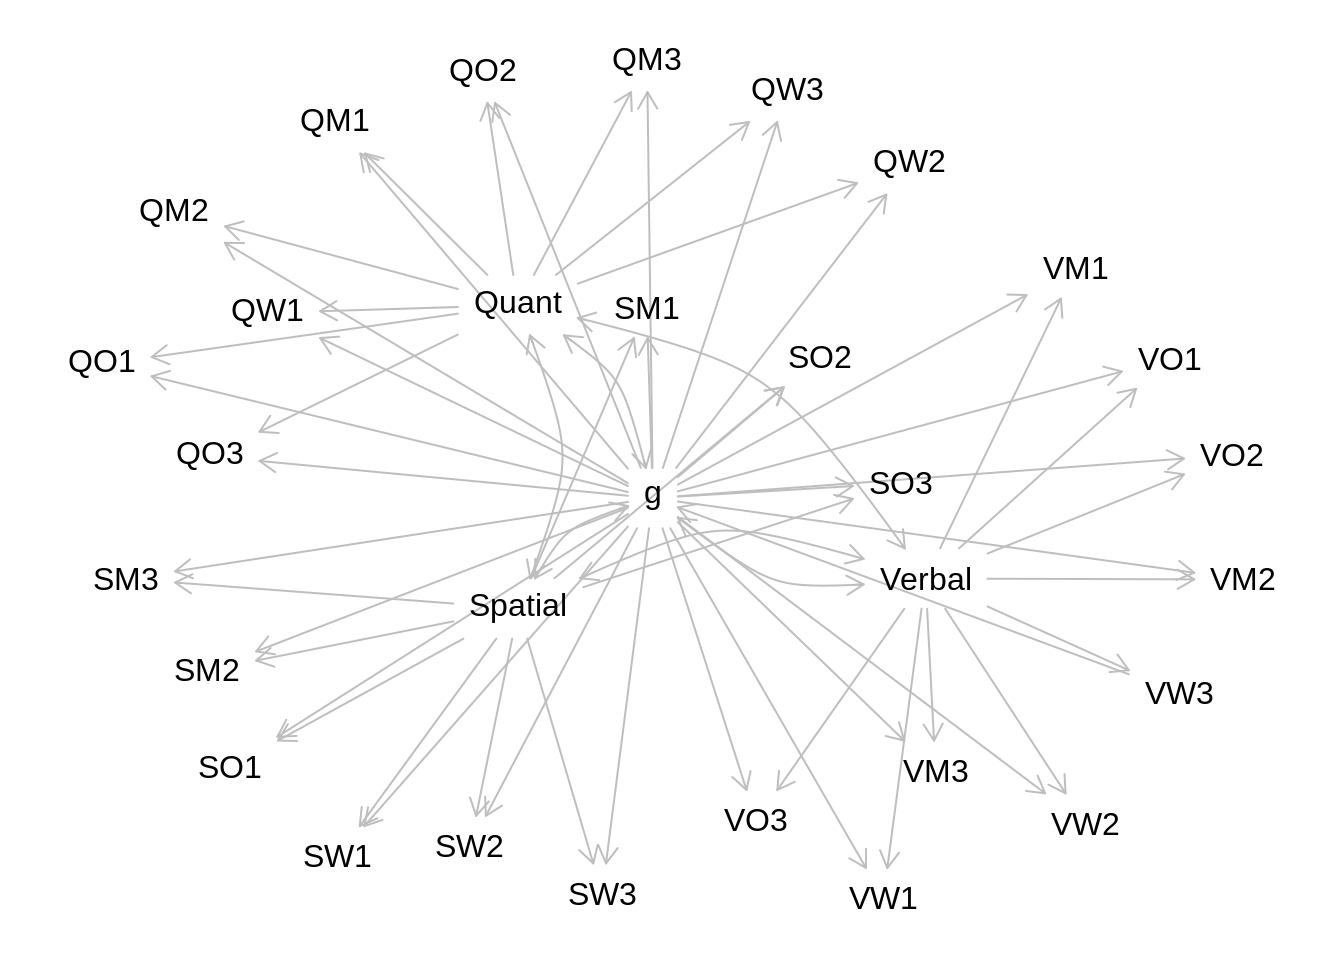 QM3
QO2
QW3
QM1
QW2
QM2
VM1
Quant
SM1
QW1
SO2
VO1
QO1
QO3
VO2
SO3
g
SM3
Verbal
VM2
Spatial
SM2
VW3
SO1
VM3
VO3
VW2
SW2
SW1
SW3
VW1